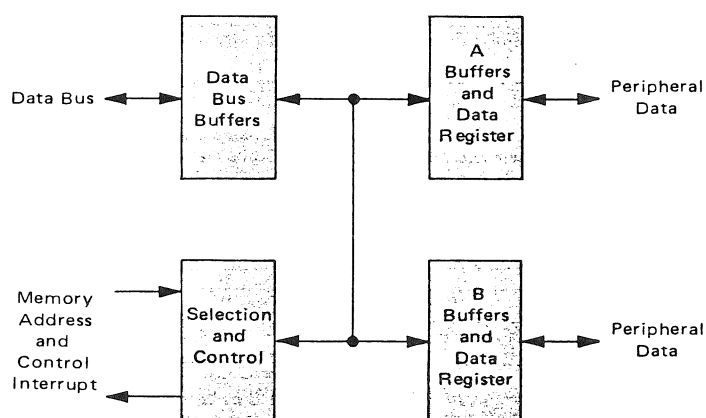 Data Bus
Data
Bus
Buffers
A
Buffers
and
Data
Register
Peripheral
Data
Memory
Address
and
Control
Interrupt
Selection
and
Control
B
Buffers
and
Data
Register
Peripheral
Data